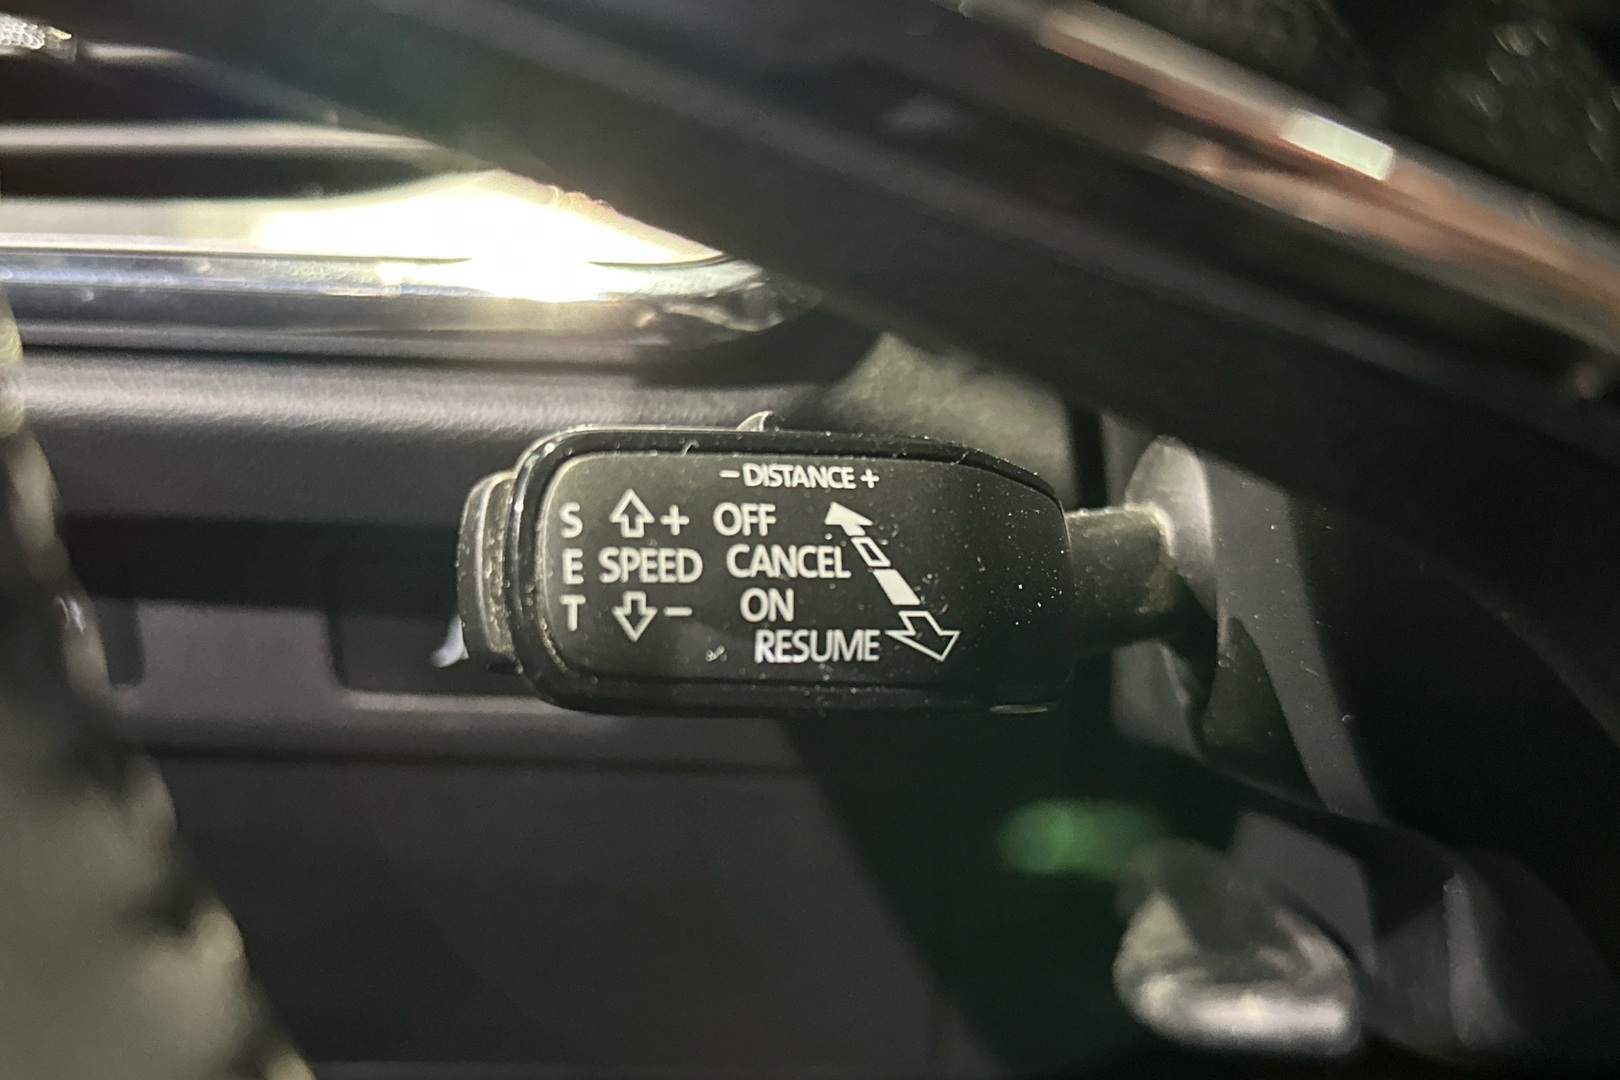 – DISTANCE +
S + OFF
E SPEED CANCEL
T – ON
RESUME